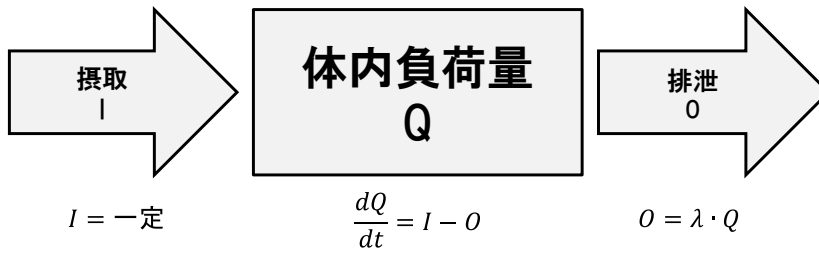 摂取
I
体内負荷量
Q
排泄
O
I = 一定
dQ/dt = I − O
O = λ · Q